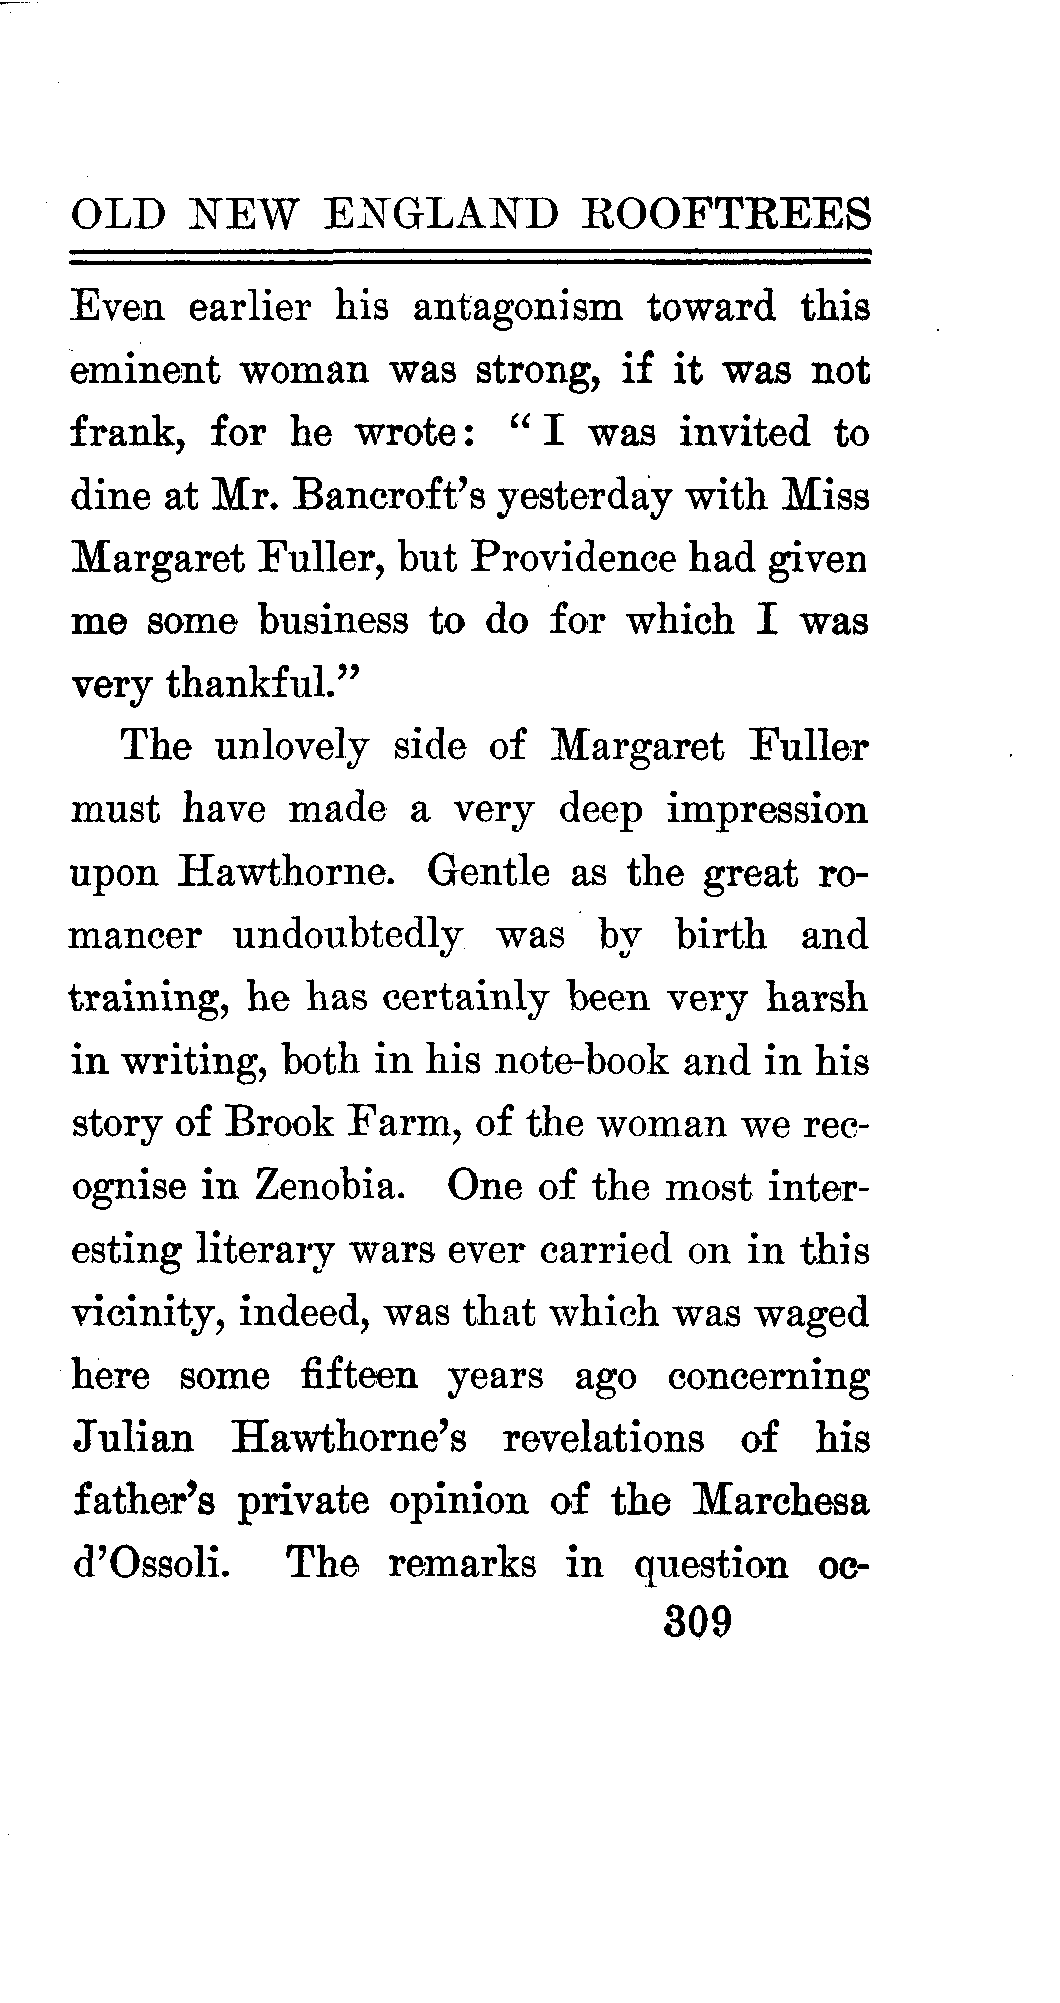 OLD NEW ENGLAND ROOFTREES
Even earlier his antagonism toward this
eminent woman was strong, if it was not
frank, for he wrote: “ I was invited to
dine at Mr. Bancroft’s yesterday with Miss
Margaret Fuller, but Providence had given
me some business to do for which I was
very thankful.”
The unlovely side of Margaret Fuller
must have made a very deep impression
upon Hawthorne. Gentle as the great ro-
mancer undoubtedly was by birth and
training, he has certainly been very harsh
in writing, both in his note-book and in his
story of Brook Farm, of the woman we rec-
ognise in Zenobia. One of the most inter-
esting literary wars ever carried on in this
vicinity, indeed, was that which was waged
here some fifteen years ago concerning
Julian Hawthorne’s revelations of his
father’s private opinion of the Marchesa
d’Ossoli. The remarks in question oc-
309